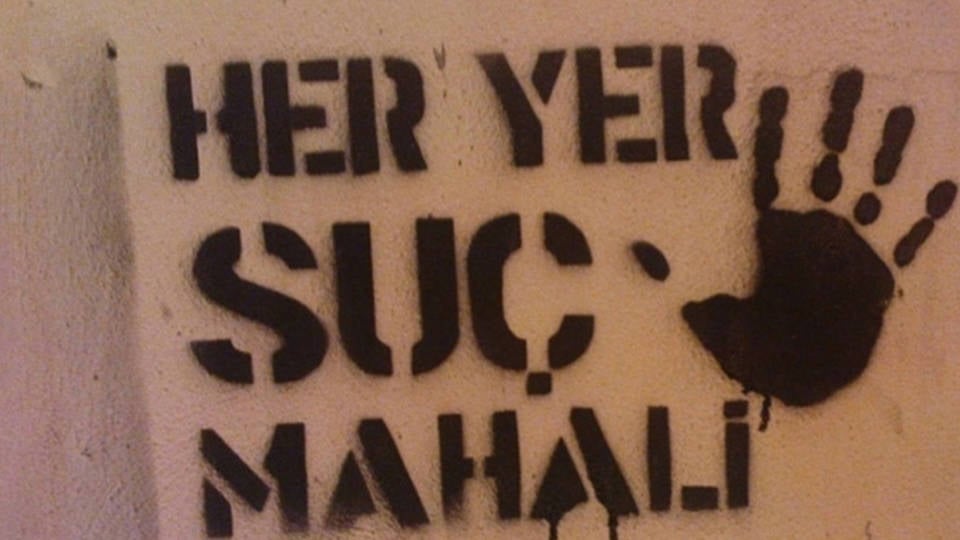 HER YER
SUÇ
MAHALİ